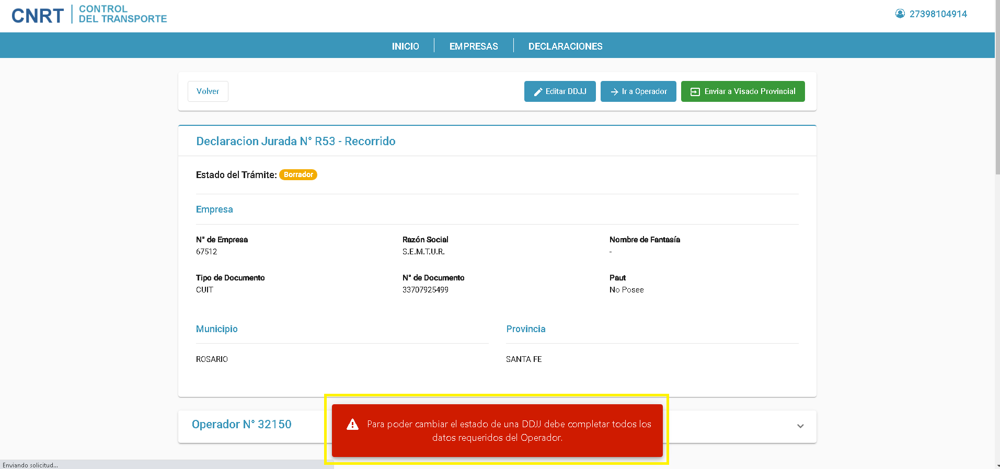 CNRT
CONTROL
DEL TRANSPORTE
27398104914
INICIO
EMPRESAS
DECLARACIONES
Volver
Editar DDJJ
Ir a Operador
Enviar a Visado Provincial
Declaracion Jurada N° R53 - Recorrido
Estado del Trámite: Borrador
Empresa
N° de Empresa
67512
Razón Social
S.E.M.T.U.R.
Nombre de Fantasía
-
Tipo de Documento
CUIT
N° de Documento
33707925499
Paut
No Posee
Municipio
ROSARIO
Provincia
SANTA FE
Operador N° 32150
Para poder cambiar el estado de una DDJJ debe completar todos los
datos requeridos del Operador.
Enviando solicitud...